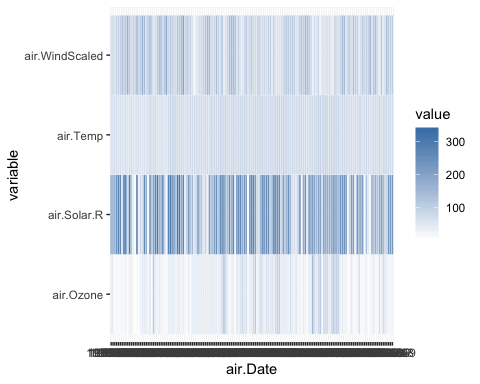 air.WindScaled
air.Temp
air.Solar.R
air.Ozone
variable
air.Date
value
300
200
100